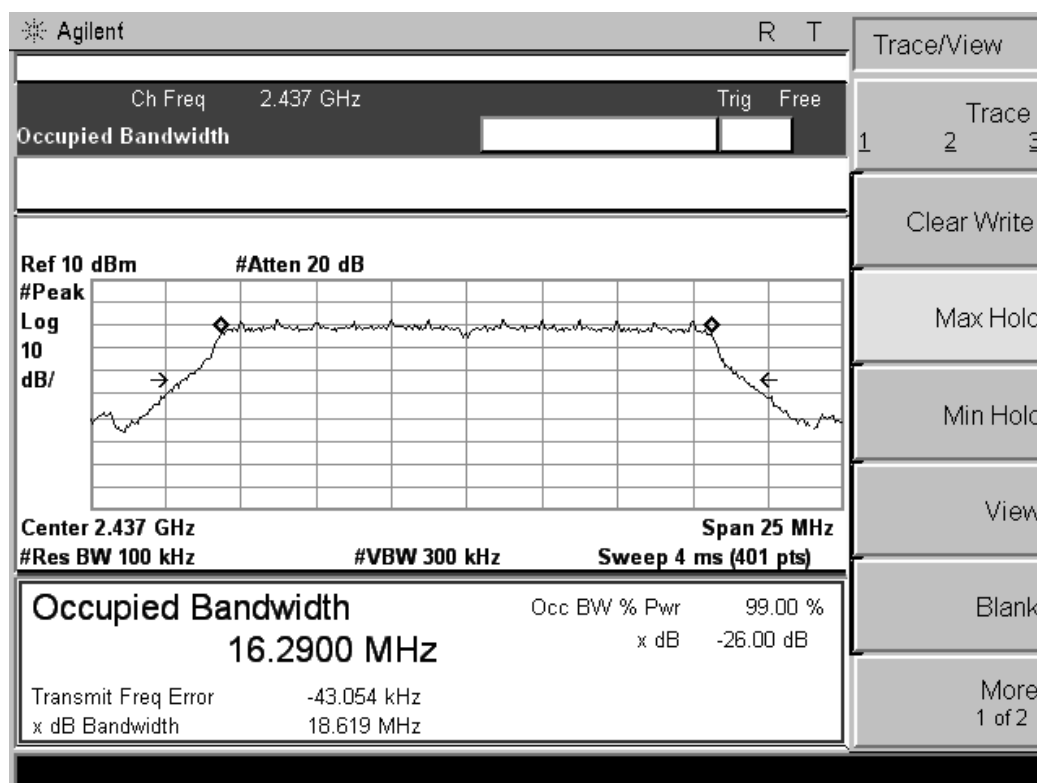 Agilent R T
Trace/View
Ch Freq 2.437 GHz Trig Free
Occupied Bandwidth
Trace
1 2 3
Clear Write
Ref 10 dBm #Atten 20 dB
#Peak
Log
10
dB/
Max Hold
Min Hold
View
Center 2.437 GHz Span 25 MHz
#Res BW 100 kHz #VBW 300 kHz Sweep 4 ms (401 pts)
Occupied Bandwidth Occ BW % Pwr 99.00 %
16.2900 MHz x dB -26.00 dB
Transmit Freq Error -43.054 kHz
x dB Bandwidth 18.619 MHz
Blank
More
1 of 2